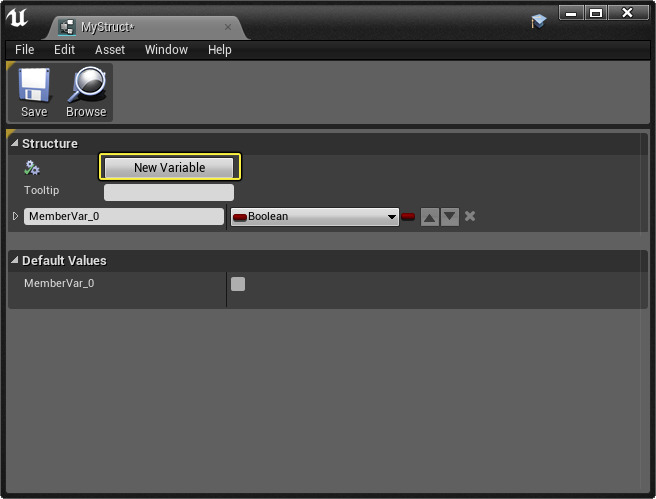 MyStruct*
File Edit Asset Window Help
Save Browse
Structure
New Variable
Tooltip
MemberVar_0 Boolean
Default Values
MemberVar_0